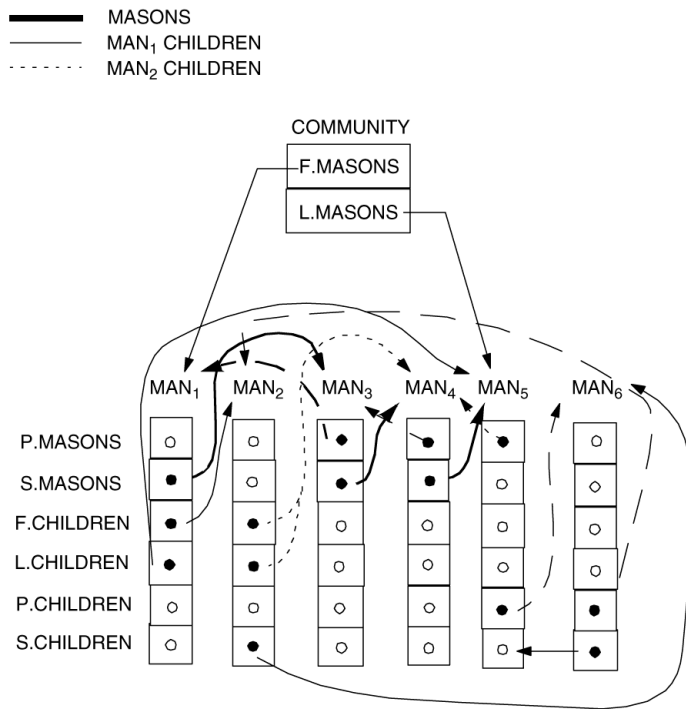 MASONS
MAN₁ CHILDREN
MAN₂ CHILDREN
COMMUNITY
F.MASONS
L.MASONS
MAN₁ MAN₂ MAN₃ MAN₄ MAN₅ MAN₆
P.MASONS
S.MASONS
F.CHILDREN
L.CHILDREN
P.CHILDREN
S.CHILDREN